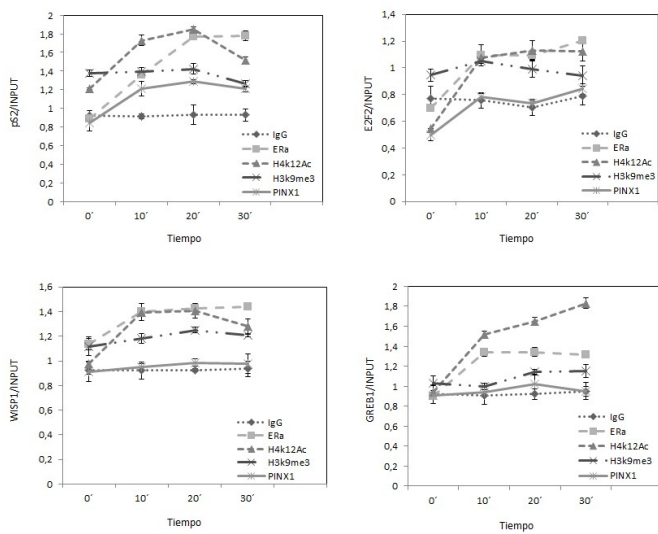 pS2/INPUT
2
1,8
1,6
1,4
1,2
1
0,8
0,6
0,4
0,2
0
0´ 10´ 20´ 30´
Tiempo
IgG
ERa
H4k12Ac
H3k9me3
PINX1
E2F2/INPUT
1,4
1,2
1
0,8
0,6
0,4
0,2
0
0´ 10´ 20´ 30´
Tiempo
IgG
ERa
H4k12Ac
H3k9me3
PINX1
WISP1/INPUT
1,6
1,4
1,2
1
0,8
0,6
0,4
0,2
0
0´ 10´ 20´ 30´
Tiempo
IgG
ERa
H4k12Ac
H3k9me3
PINX1
GREB1/INPUT
2
1,8
1,6
1,4
1,2
1
0,8
0,6
0,4
0,2
0
0´ 10´ 20´ 30´
Tiempo
IgG
ERa
H4k12Ac
H3k9me3
PINX1